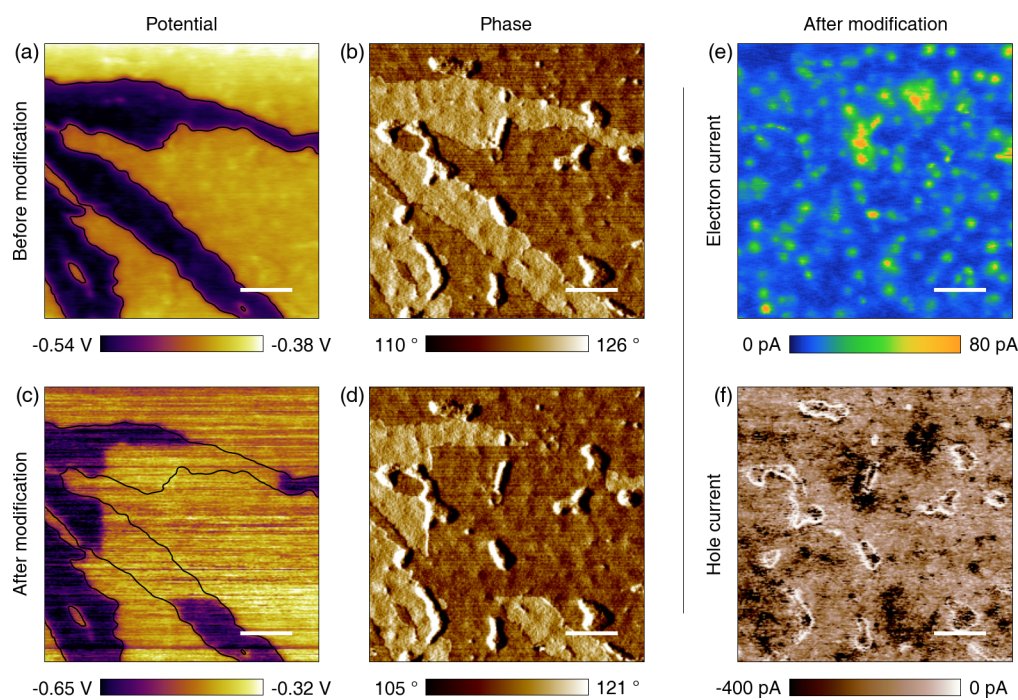 Potential
Phase
After modification
(a)
(b)
(e)
Before modification
Electron current
-0.54 V
-0.38 V
110 °
126 °
0 pA
80 pA
(c)
(d)
(f)
After modification
Hole current
-0.65 V
-0.32 V
105 °
121 °
-400 pA
0 pA